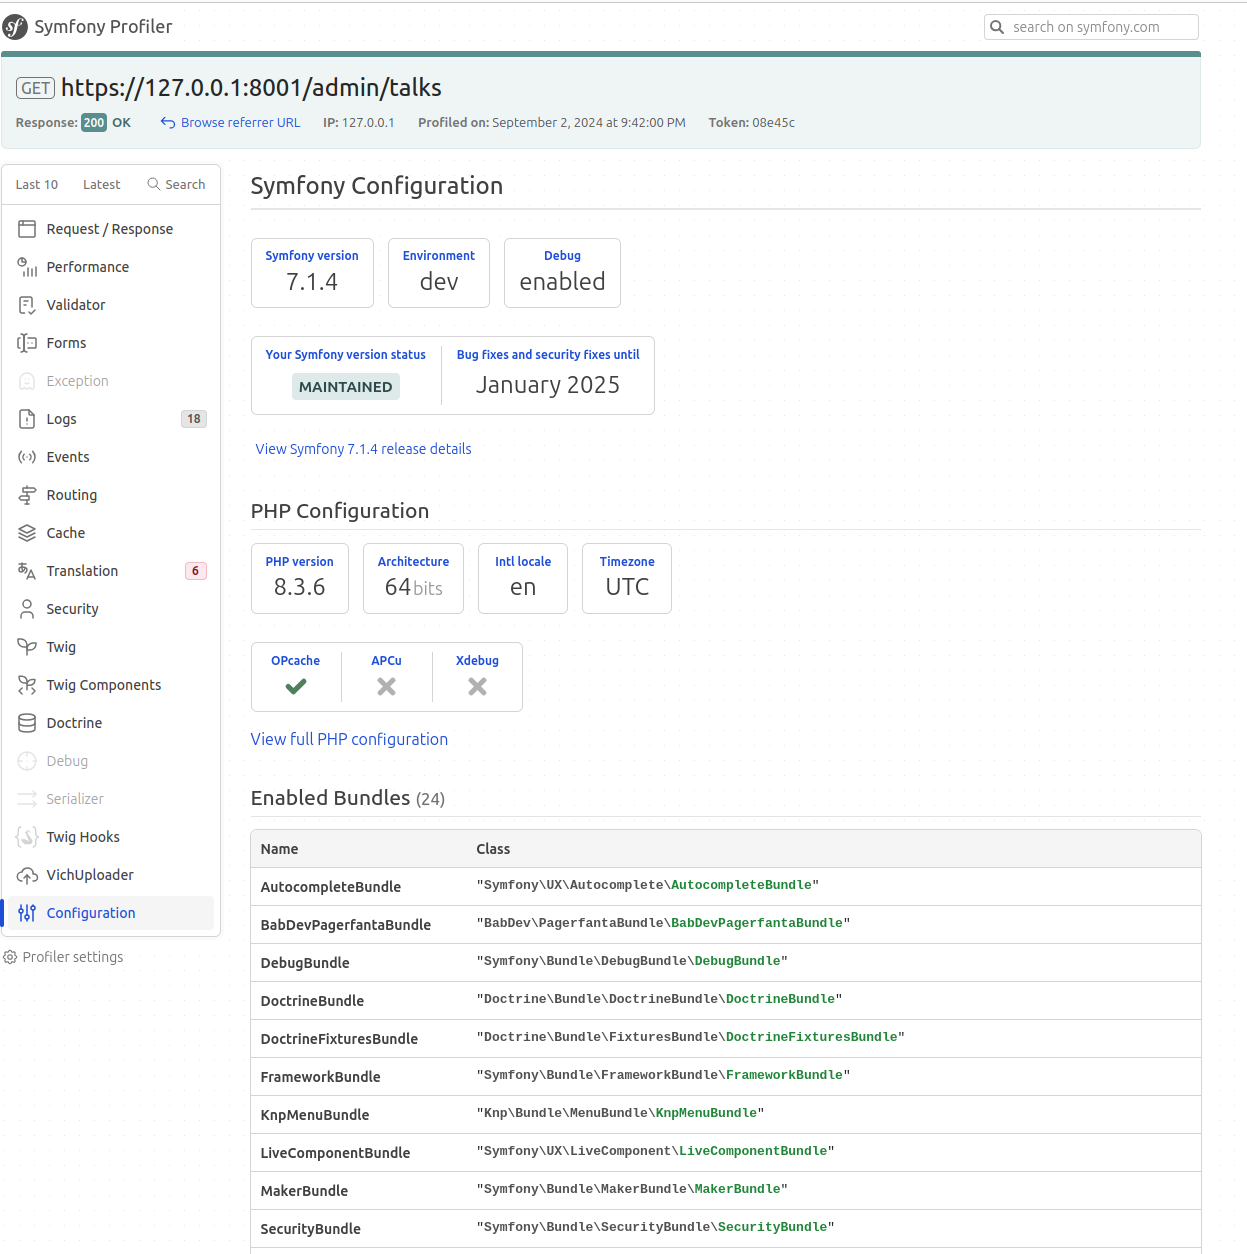 Symfony Profiler
search on symfony.com
GET https://127.0.0.1:8001/admin/talks
Response: 200 OK Browse referrer URL IP: 127.0.0.1 Profiled on: September 2, 2024 at 9:42:00 PM Token: 08e45c
Last 10 Latest Search
Request / Response
Performance
Validator
Forms
Exception
Logs 18
Events
Routing
Cache
Translation 6
Security
Twig
Twig Components
Doctrine
Debug
Serializer
Twig Hooks
VichUploader
Configuration
Profiler settings
Symfony Configuration
Symfony version Environment Debug
7.1.4 dev enabled
Your Symfony version status Bug fixes and security fixes until
MAINTAINED January 2025
View Symfony 7.1.4 release details
PHP Configuration
PHP version Architecture Intl locale Timezone
8.3.6 64 bits en UTC
OPcache APCu Xdebug
View full PHP configuration
Enabled Bundles (24)
Name Class
AutocompleteBundle "Symfony\UX\Autocomplete\AutocompleteBundle"
BabDevPagerfantaBundle "BabDev\PagerfantaBundle\BabDevPagerfantaBundle"
DebugBundle "Symfony\Bundle\DebugBundle\DebugBundle"
DoctrineBundle "Doctrine\Bundle\DoctrineBundle\DoctrineBundle"
DoctrineFixturesBundle "Doctrine\Bundle\FixturesBundle\DoctrineFixturesBundle"
FrameworkBundle "Symfony\Bundle\FrameworkBundle\FrameworkBundle"
KnpMenuBundle "Knp\Bundle\MenuBundle\KnpMenuBundle"
LiveComponentBundle "Symfony\UX\LiveComponent\LiveComponentBundle"
MakerBundle "Symfony\Bundle\MakerBundle\MakerBundle"
SecurityBundle "Symfony\Bundle\SecurityBundle\SecurityBundle"